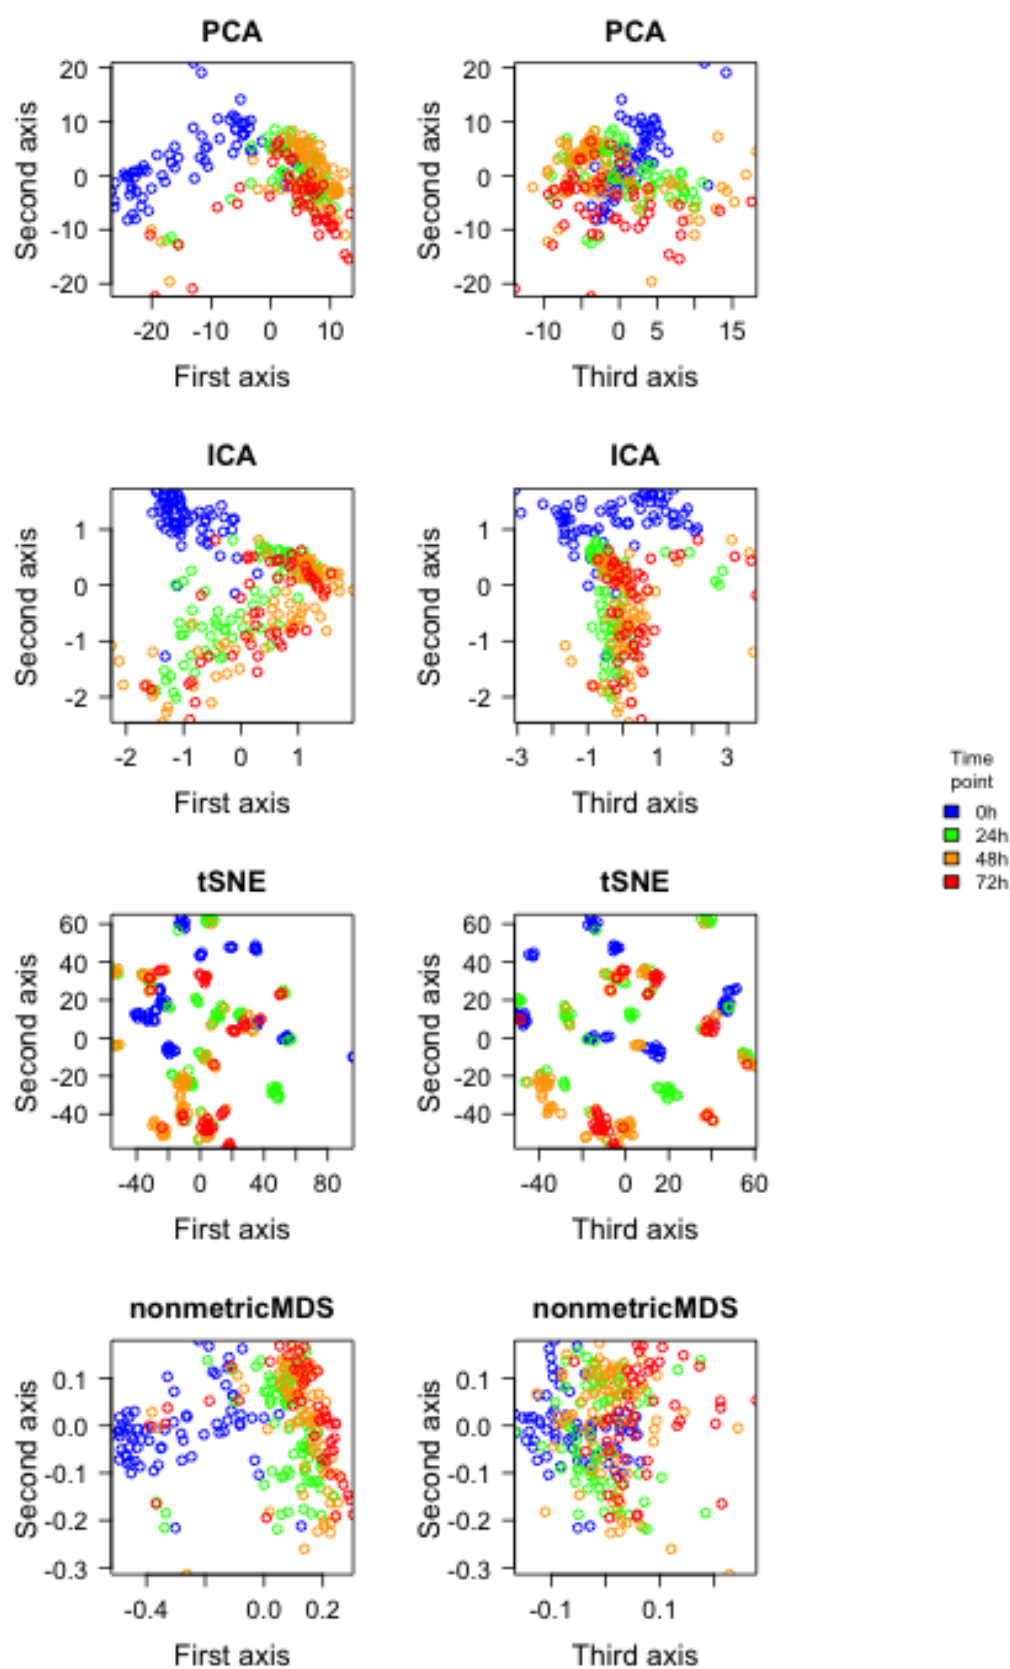 PCA
PCA
20
10
0
-10
-20
Second axis
-20 -10 0 10
First axis
20
10
0
-10
-20
Second axis
-10 0 5 15
Third axis
ICA
ICA
1
0
-1
-2
Second axis
-2 -1 0 1
First axis
1
0
-1
-2
Second axis
-3 -1 1 3
Third axis
Time
point
0h
24h
48h
72h
tSNE
tSNE
60
40
20
0
-20
-40
Second axis
-40 0 40 80
First axis
60
40
20
0
-20
-40
Second axis
-40 0 20 60
Third axis
nonmetricMDS
nonmetricMDS
0.1
0.0
-0.1
-0.2
-0.3
Second axis
-0.4 0.0 0.2
First axis
0.1
0.0
-0.1
-0.2
-0.3
Second axis
-0.1 0.1
Third axis